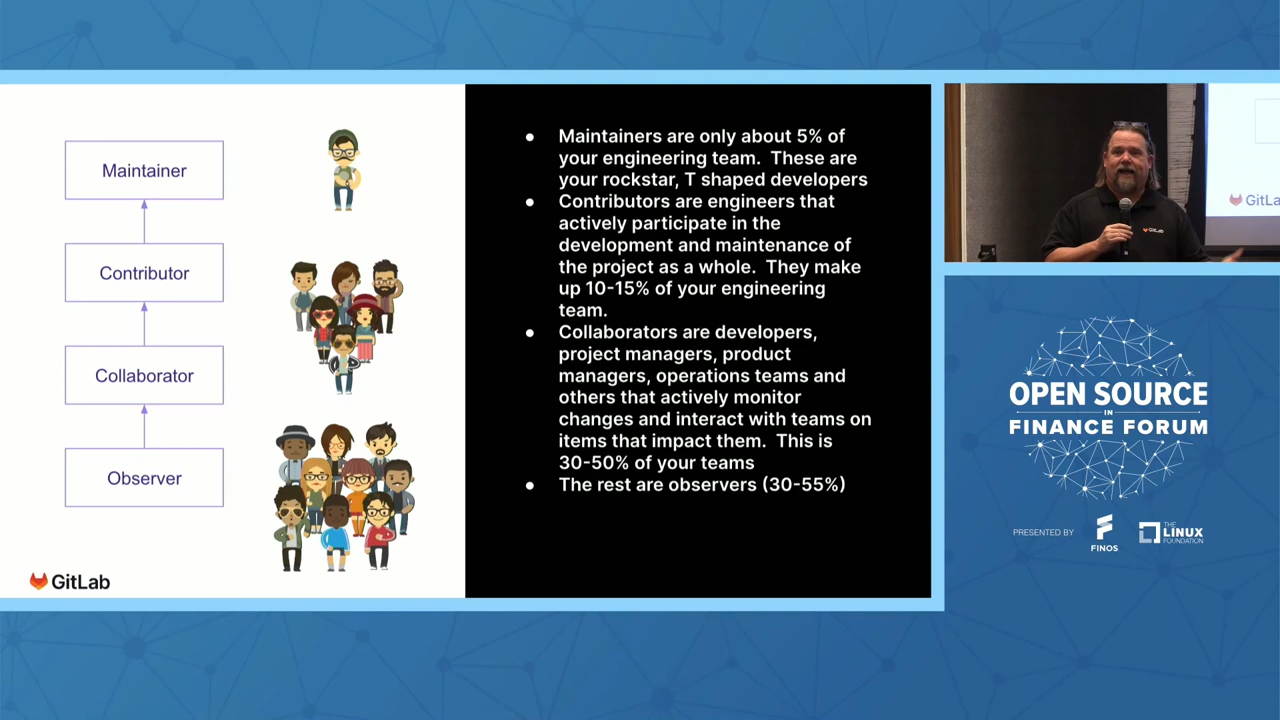 Maintainer
Contributor
Collaborator
Observer
GitLab
● Maintainers are only about 5% of
your engineering team. These are
your rockstar, T shaped developers
● Contributors are engineers that
actively participate in the
development and maintenance of
the project as a whole. They make
up 10-15% of your engineering
team.
● Collaborators are developers,
project managers, product
managers, operations teams and
others that actively monitor
changes and interact with teams on
items that impact them. This is
30-50% of your teams
● The rest are observers (30-55%)
GitLab
GitLa
OPEN SOURCE
IN
FINANCE FORUM
PRESENTED BY
FINOS
THE
LINUX
FOUNDATION